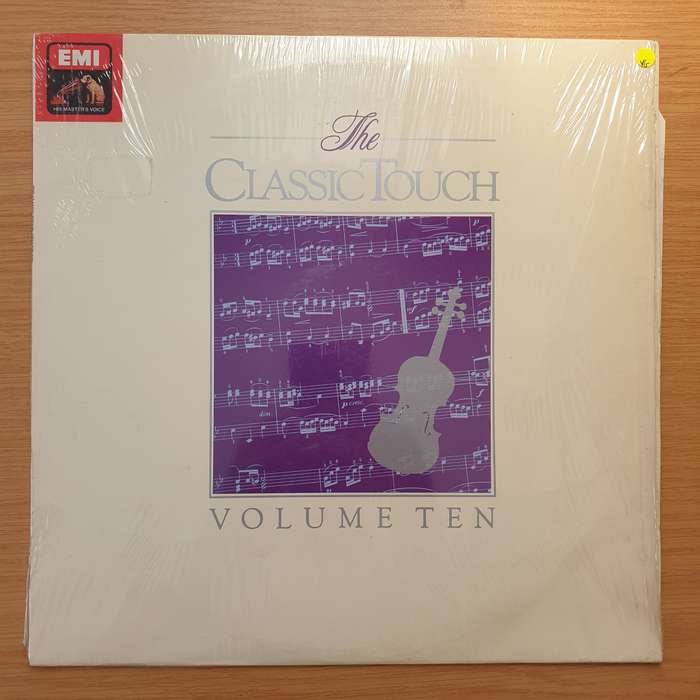 EMI
HIS MASTER'S VOICE
The
CLASSIC TOUCH
VOLUME TEN